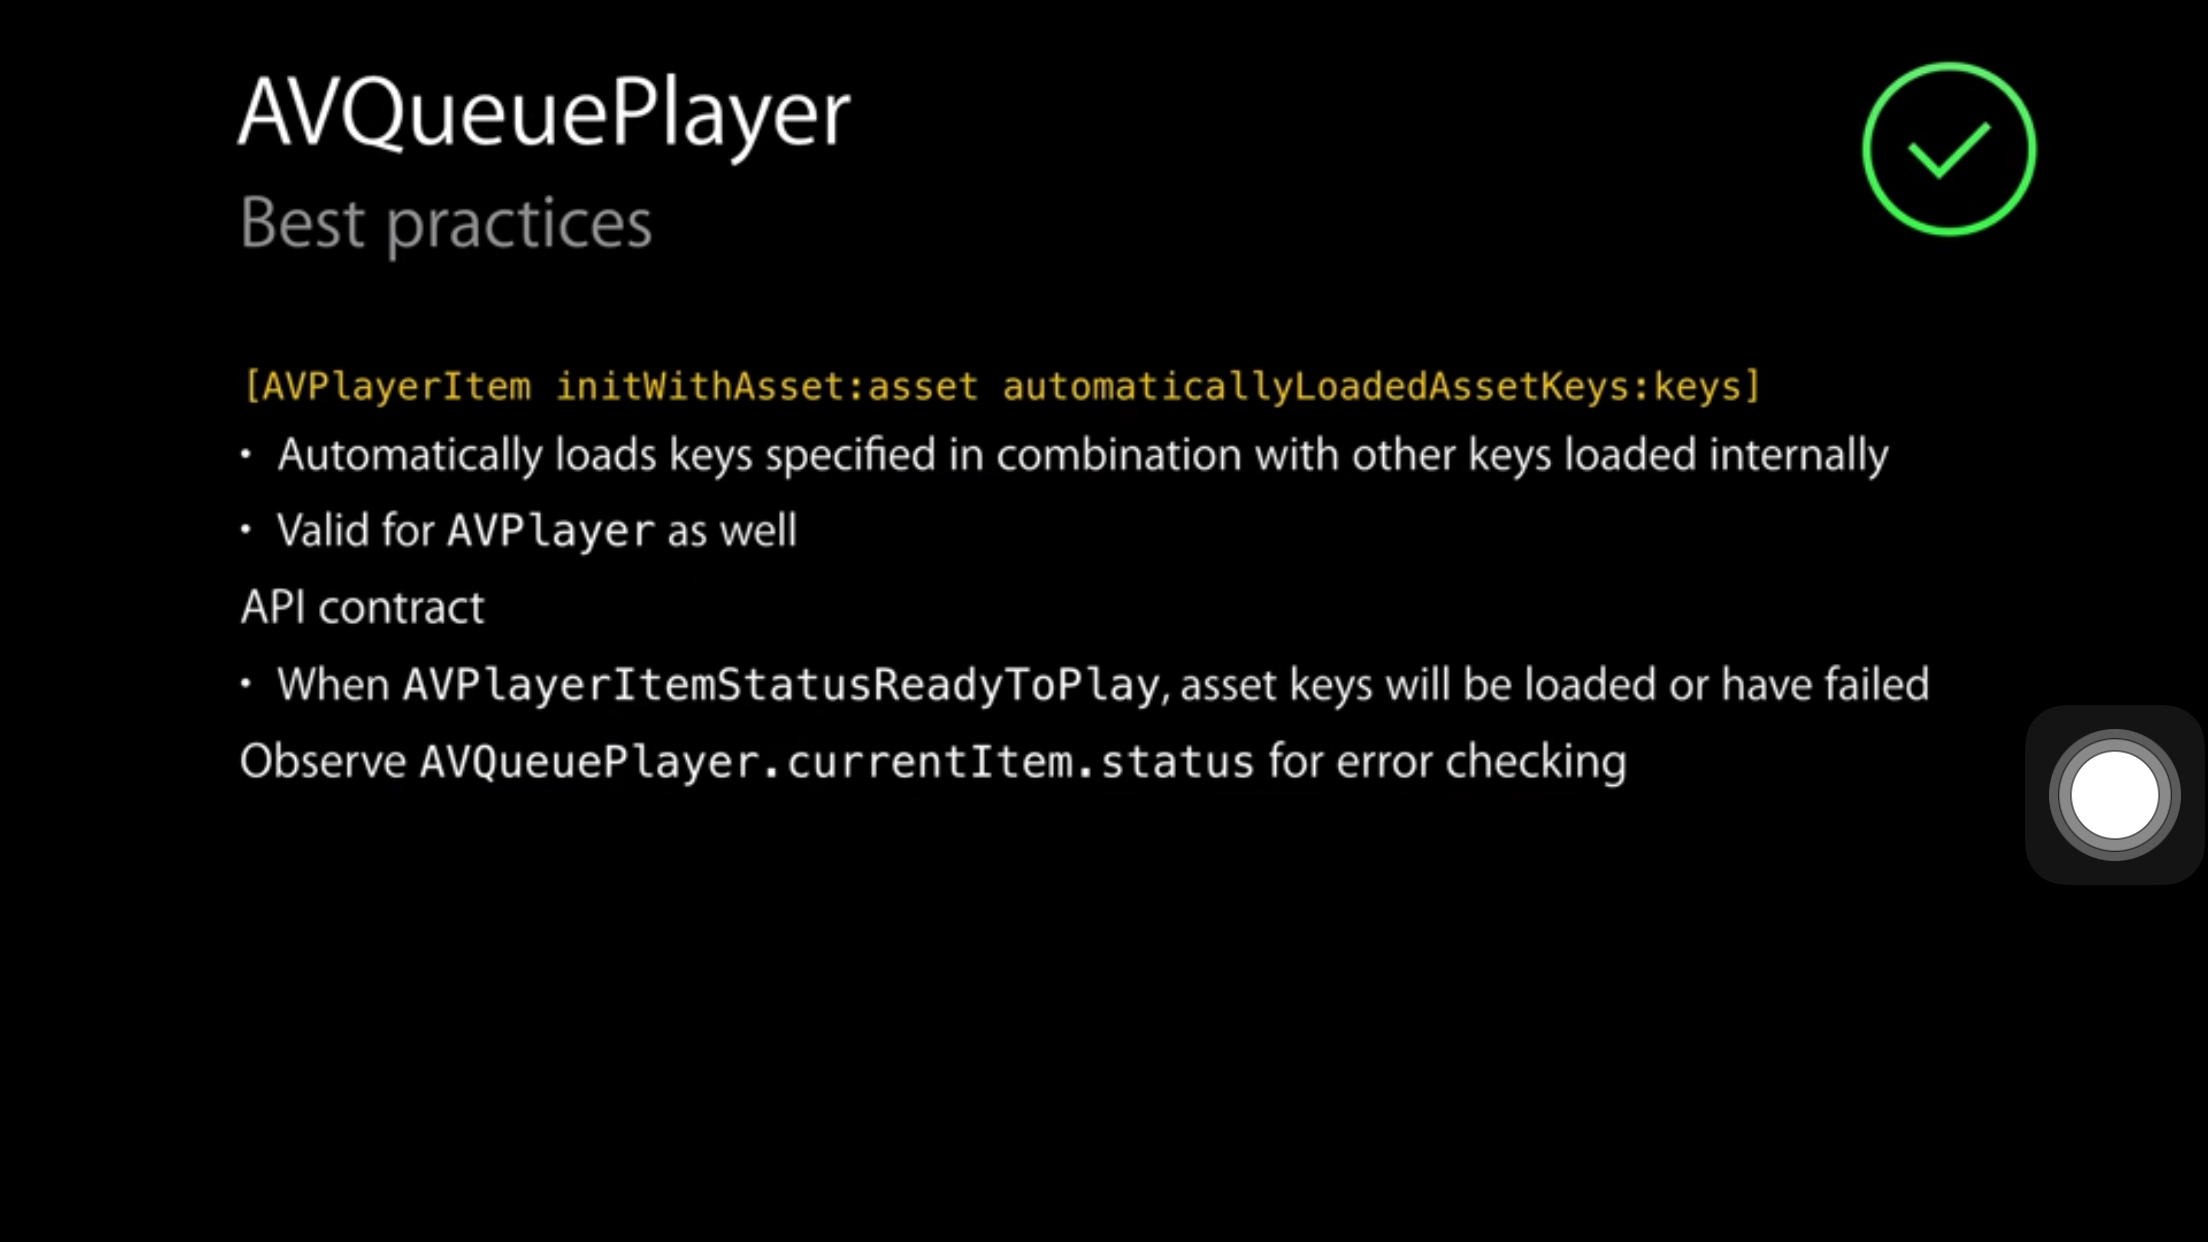 AVQueuePlayer
Best practices
[AVPlayerItem initWithAsset:asset automaticallyLoadedAssetKeys:keys]
• Automatically loads keys specified in combination with other keys loaded internally
• Valid for AVPlayer as well
API contract
• When AVPlayerItemStatusReadyToPlay, asset keys will be loaded or have failed
Observe AVQueuePlayer.currentItem.status for error checking